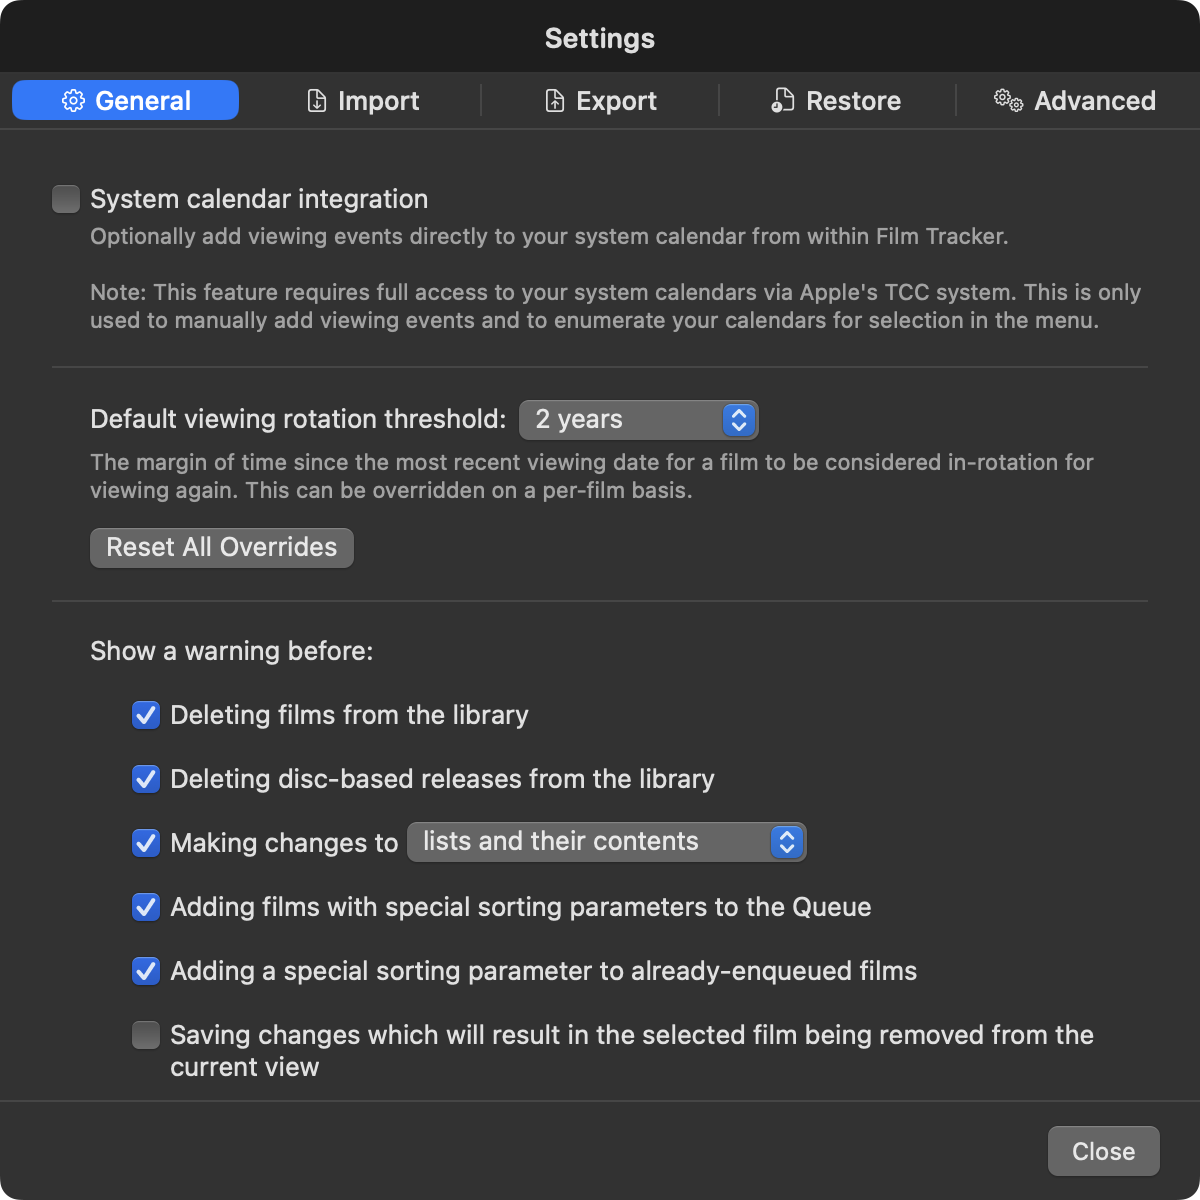 Settings
General
Import
Export
Restore
Advanced
System calendar integration
Optionally add viewing events directly to your system calendar from within Film Tracker.
Note: This feature requires full access to your system calendars via Apple's TCC system. This is only
used to manually add viewing events and to enumerate your calendars for selection in the menu.
Default viewing rotation threshold: 2 years
The margin of time since the most recent viewing date for a film to be considered in-rotation for
viewing again. This can be overridden on a per-film basis.
Reset All Overrides
Show a warning before:
Deleting films from the library
Deleting disc-based releases from the library
Making changes to lists and their contents
Adding films with special sorting parameters to the Queue
Adding a special sorting parameter to already-enqueued films
Saving changes which will result in the selected film being removed from the
current view
Close